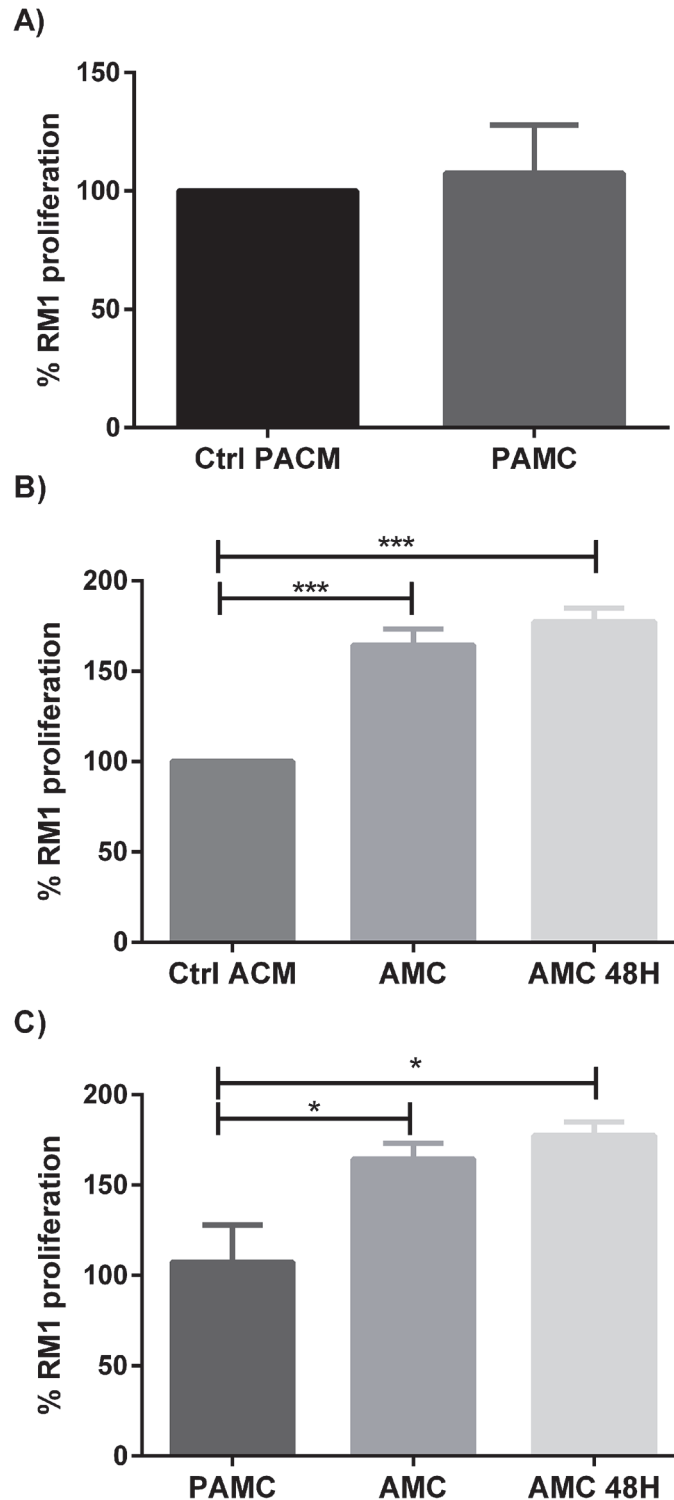 A)
% RM1 proliferation
150
100
50
0
Ctrl PACM
PAMC
B)
% RM1 proliferation
***
***
200
150
100
50
0
Ctrl ACM
AMC
AMC 48H
C)
% RM1 proliferation
*
*
200
150
100
50
0
PAMC
AMC
AMC 48H